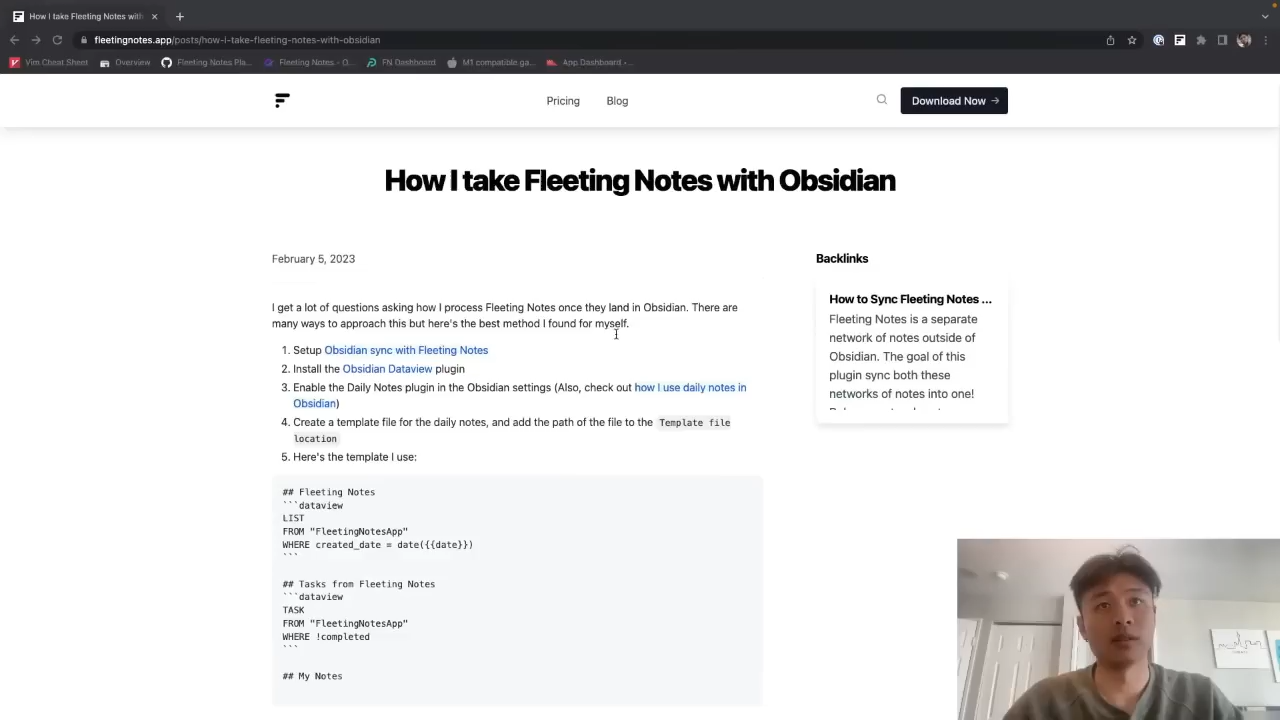 How I take Fleeting Notes with
fleetingnotes.app/posts/how-i-take-fleeting-notes-with-obsidian
Vim Cheat Sheet Overview Fleeting Notes Pla... Fleeting Notes - O... FN Dashboard M1 compatible ga... App Dashboard -...
Pricing Blog Download Now →
How I take Fleeting Notes with Obsidian
February 5, 2023
I get a lot of questions asking how I process Fleeting Notes once they land in Obsidian. There are
many ways to approach this but here's the best method I found for myself.
1. Setup Obsidian sync with Fleeting Notes
2. Install the Obsidian Dataview plugin
3. Enable the Daily Notes plugin in the Obsidian settings (Also, check out how I use daily notes in
Obsidian)
4. Create a template file for the daily notes, and add the path of the file to the Template file
location
5. Here's the template I use:
## Fleeting Notes
```dataview
LIST
FROM "FleetingNotesApp"
WHERE created_date = date({{date}})
```
## Tasks from Fleeting Notes
```dataview
TASK
FROM "FleetingNotesApp"
WHERE !completed
```
## My Notes
Backlinks
How to Sync Fleeting Notes ...
Fleeting Notes is a separate
network of notes outside of
Obsidian. The goal of this
plugin sync both these
networks of notes into one!